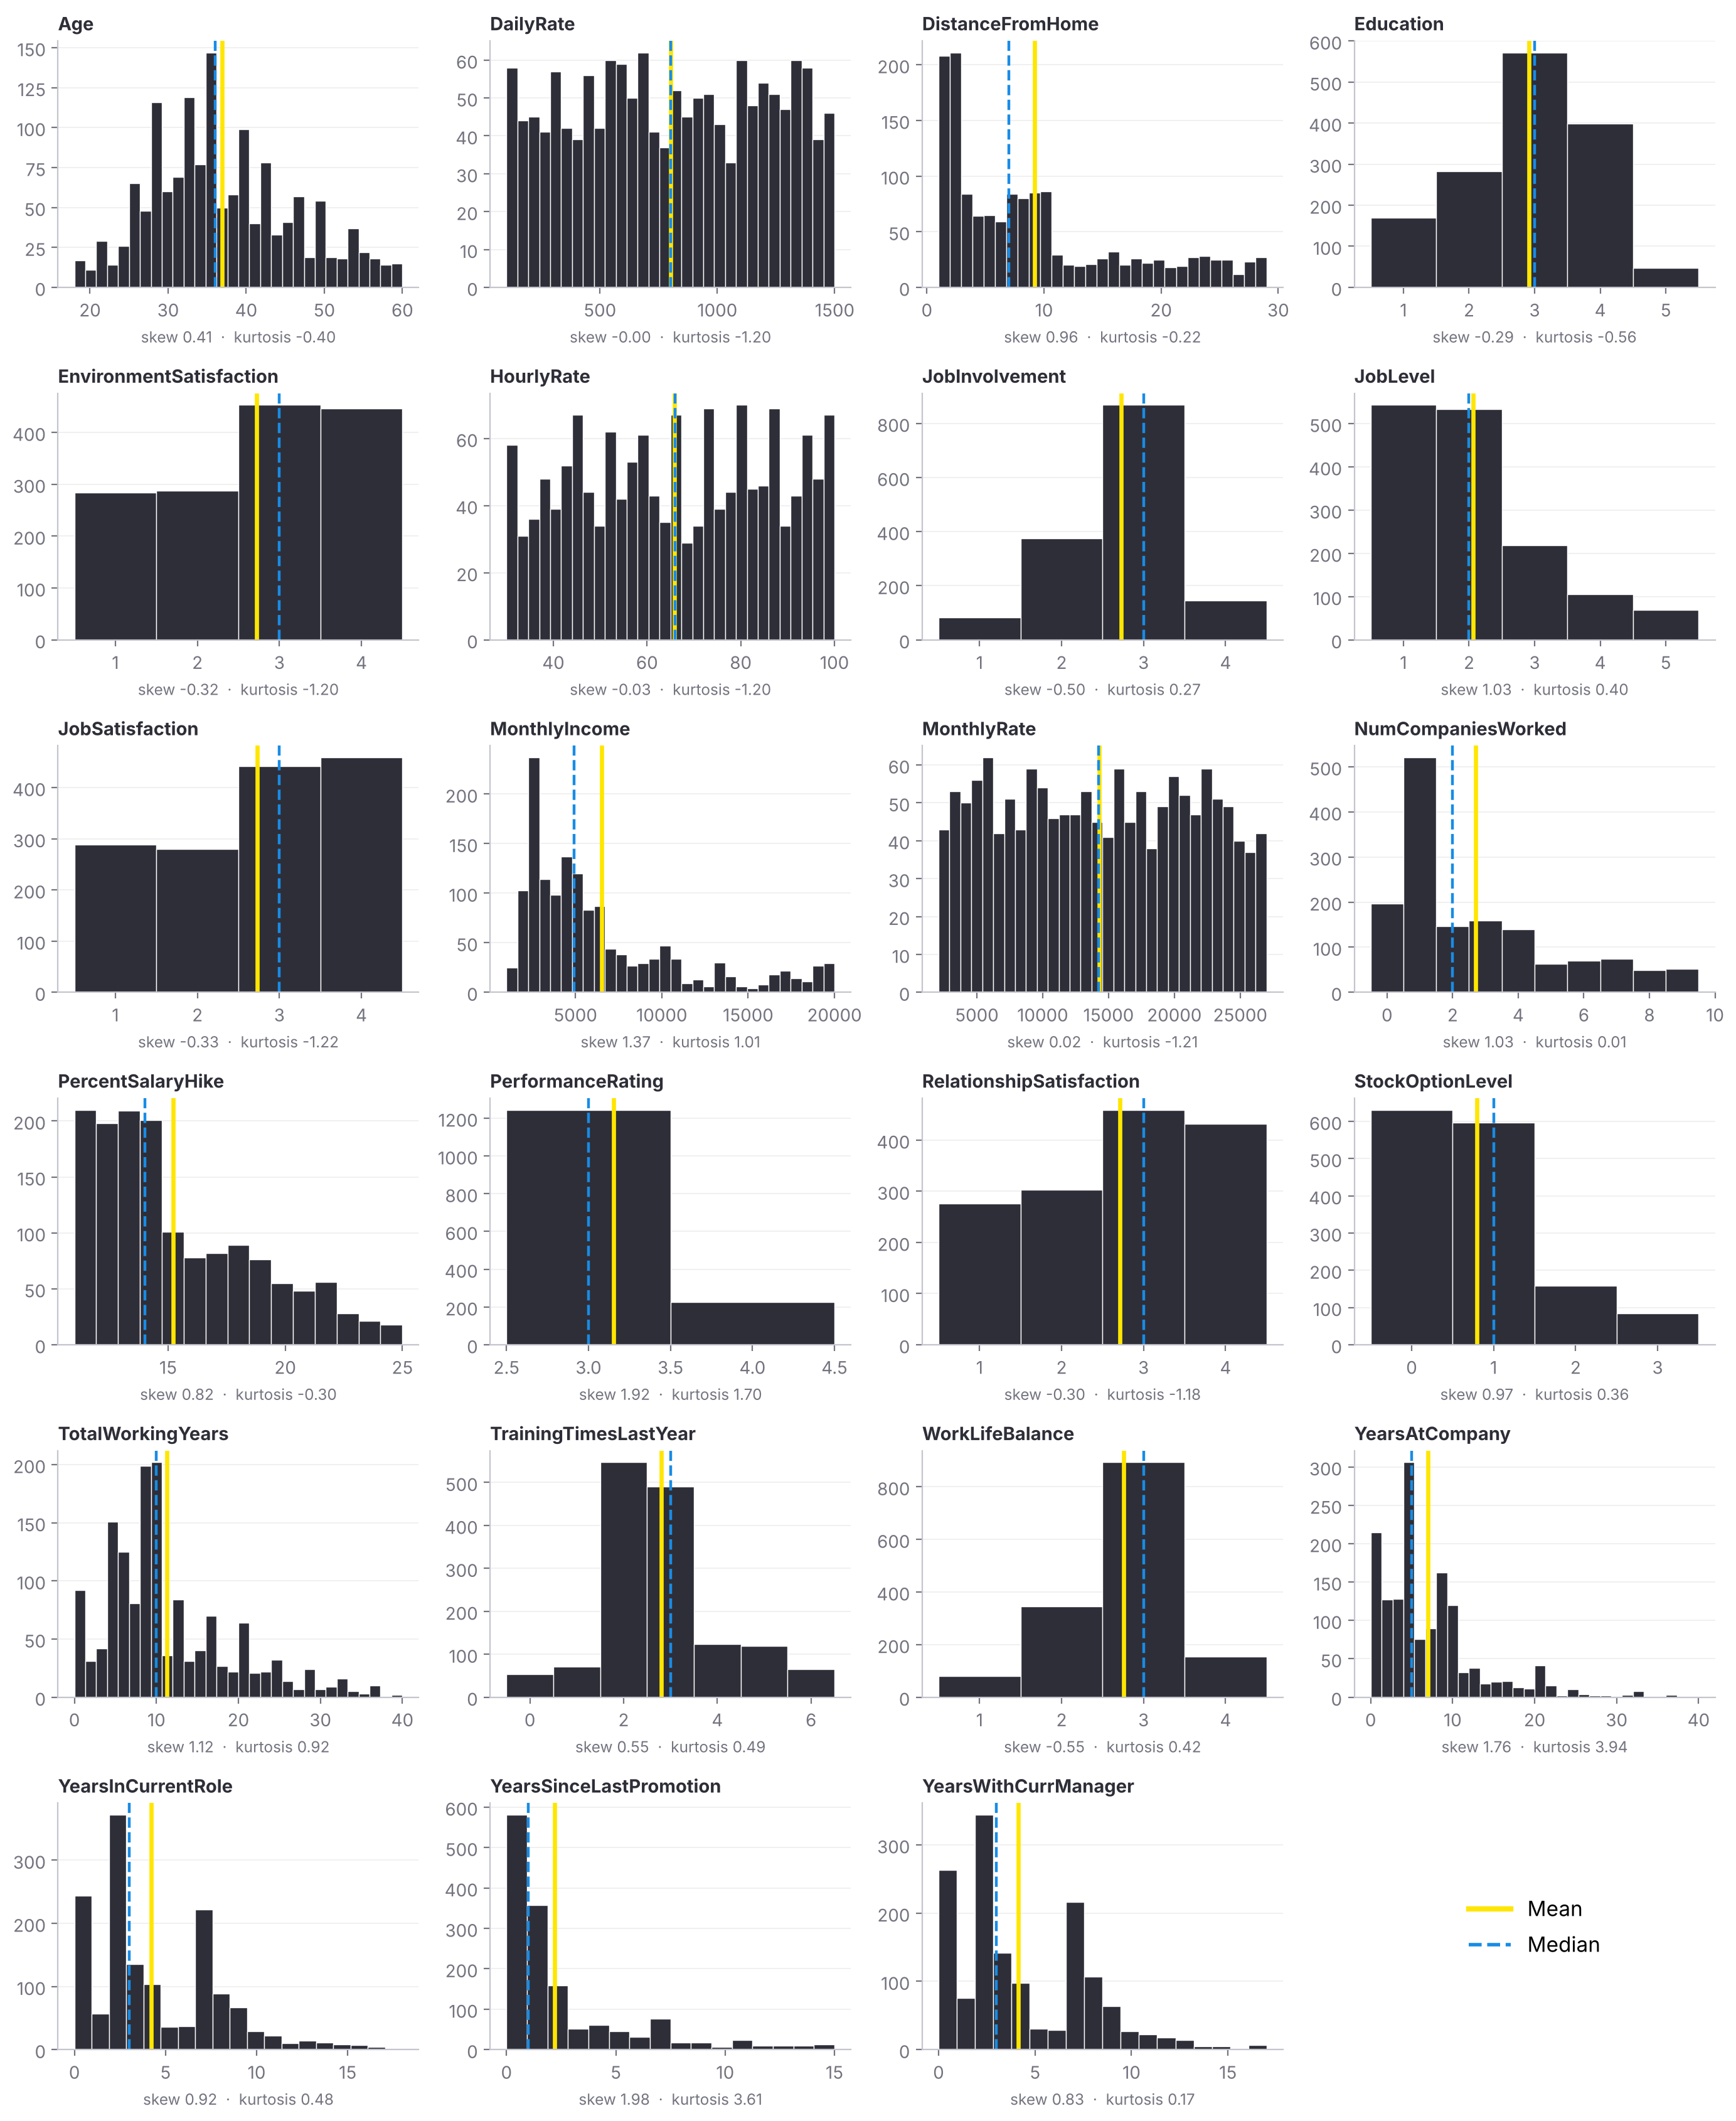 Age DailyRate DistanceFromHome Education
150 125 100 75 50 25 0
60 50 40 30 20 10 0
200 150 100 50 0
600 500 400 300 200 100 0
20 30 40 50 60
500 1000 1500
0 10 20 30
1 2 3 4 5
skew 0.41 · kurtosis -0.40
skew -0.00 · kurtosis -1.20
skew 0.96 · kurtosis -0.22
skew -0.29 · kurtosis -0.56
EnvironmentSatisfaction HourlyRate JobInvolvement JobLevel
400 300 200 100 0
60 40 20 0
800 600 400 200 0
500 400 300 200 100 0
1 2 3 4
40 60 80 100
1 2 3 4
1 2 3 4 5
skew -0.32 · kurtosis -1.20
skew -0.03 · kurtosis -1.20
skew -0.50 · kurtosis 0.27
skew 1.03 · kurtosis 0.40
JobSatisfaction MonthlyIncome MonthlyRate NumCompaniesWorked
400 300 200 100 0
200 150 100 50 0
60 50 40 30 20 10 0
500 400 300 200 100 0
1 2 3 4
5000 10000 15000 20000
5000 10000 15000 20000 25000
0 2 4 6 8 10
skew -0.33 · kurtosis -1.22
skew 1.37 · kurtosis 1.01
skew 0.02 · kurtosis -1.21
skew 1.03 · kurtosis 0.01
PercentSalaryHike PerformanceRating RelationshipSatisfaction StockOptionLevel
200 150 100 50 0
1200 1000 800 600 400 200 0
400 300 200 100 0
600 500 400 300 200 100 0
15 20 25
2.5 3.0 3.5 4.0 4.5
1 2 3 4
0 1 2 3
skew 0.82 · kurtosis -0.30
skew 1.92 · kurtosis 1.70
skew -0.30 · kurtosis -1.18
skew 0.97 · kurtosis 0.36
TotalWorkingYears TrainingTimesLastYear WorkLifeBalance YearsAtCompany
200 150 100 50 0
500 400 300 200 100 0
800 600 400 200 0
300 250 200 150 100 50 0
0 10 20 30 40
0 2 4 6
1 2 3 4
0 10 20 30 40
skew 1.12 · kurtosis 0.92
skew 0.55 · kurtosis 0.49
skew -0.55 · kurtosis 0.42
skew 1.76 · kurtosis 3.94
YearsInCurrentRole YearsSinceLastPromotion YearsWithCurrManager
300 200 100 0
600 500 400 300 200 100 0
300 200 100 0
0 5 10 15
0 5 10 15
0 5 10 15
skew 0.92 · kurtosis 0.48
skew 1.98 · kurtosis 3.61
skew 0.83 · kurtosis 0.17
Mean
Median